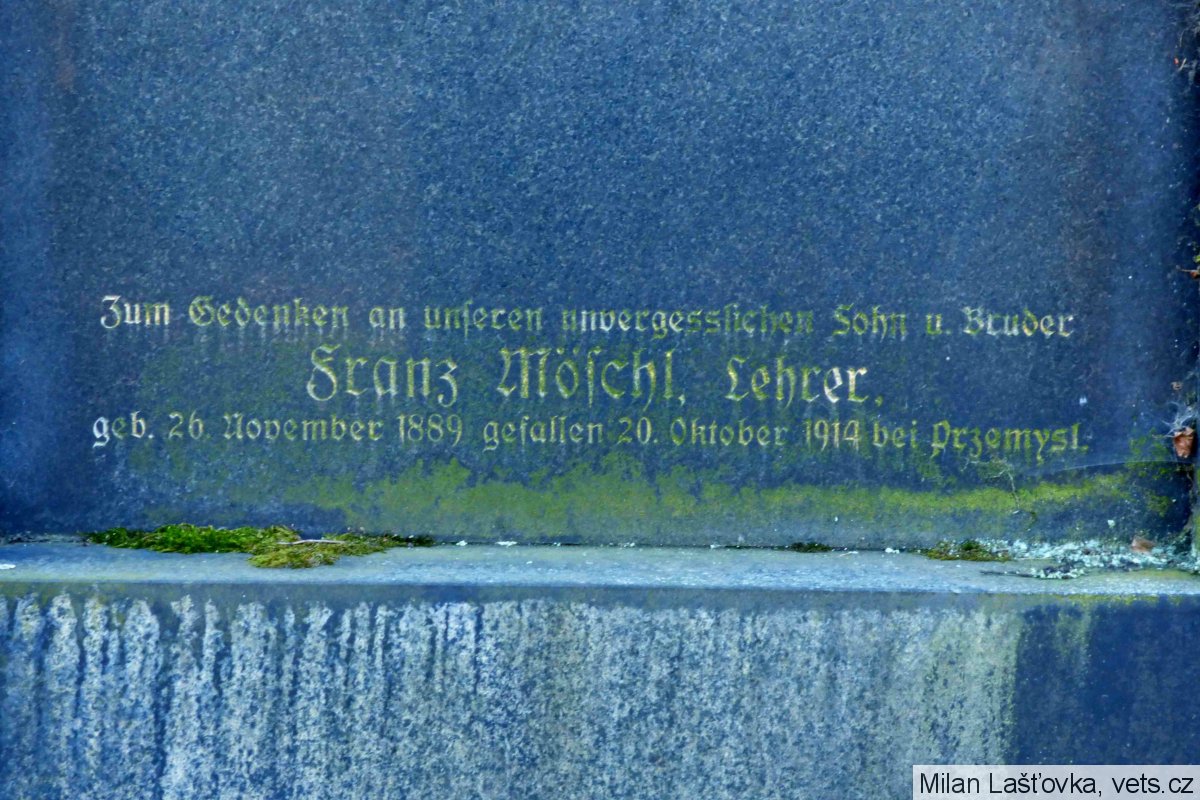 Zum Gedenken an unseren unvergesslichen Sohn u. Bruder
Franz Möschl, Lehrer,
geb. 26. November 1889 gefallen 20. Oktober 1914 bei Przemysl.
Milan Lašťovka, vets.cz